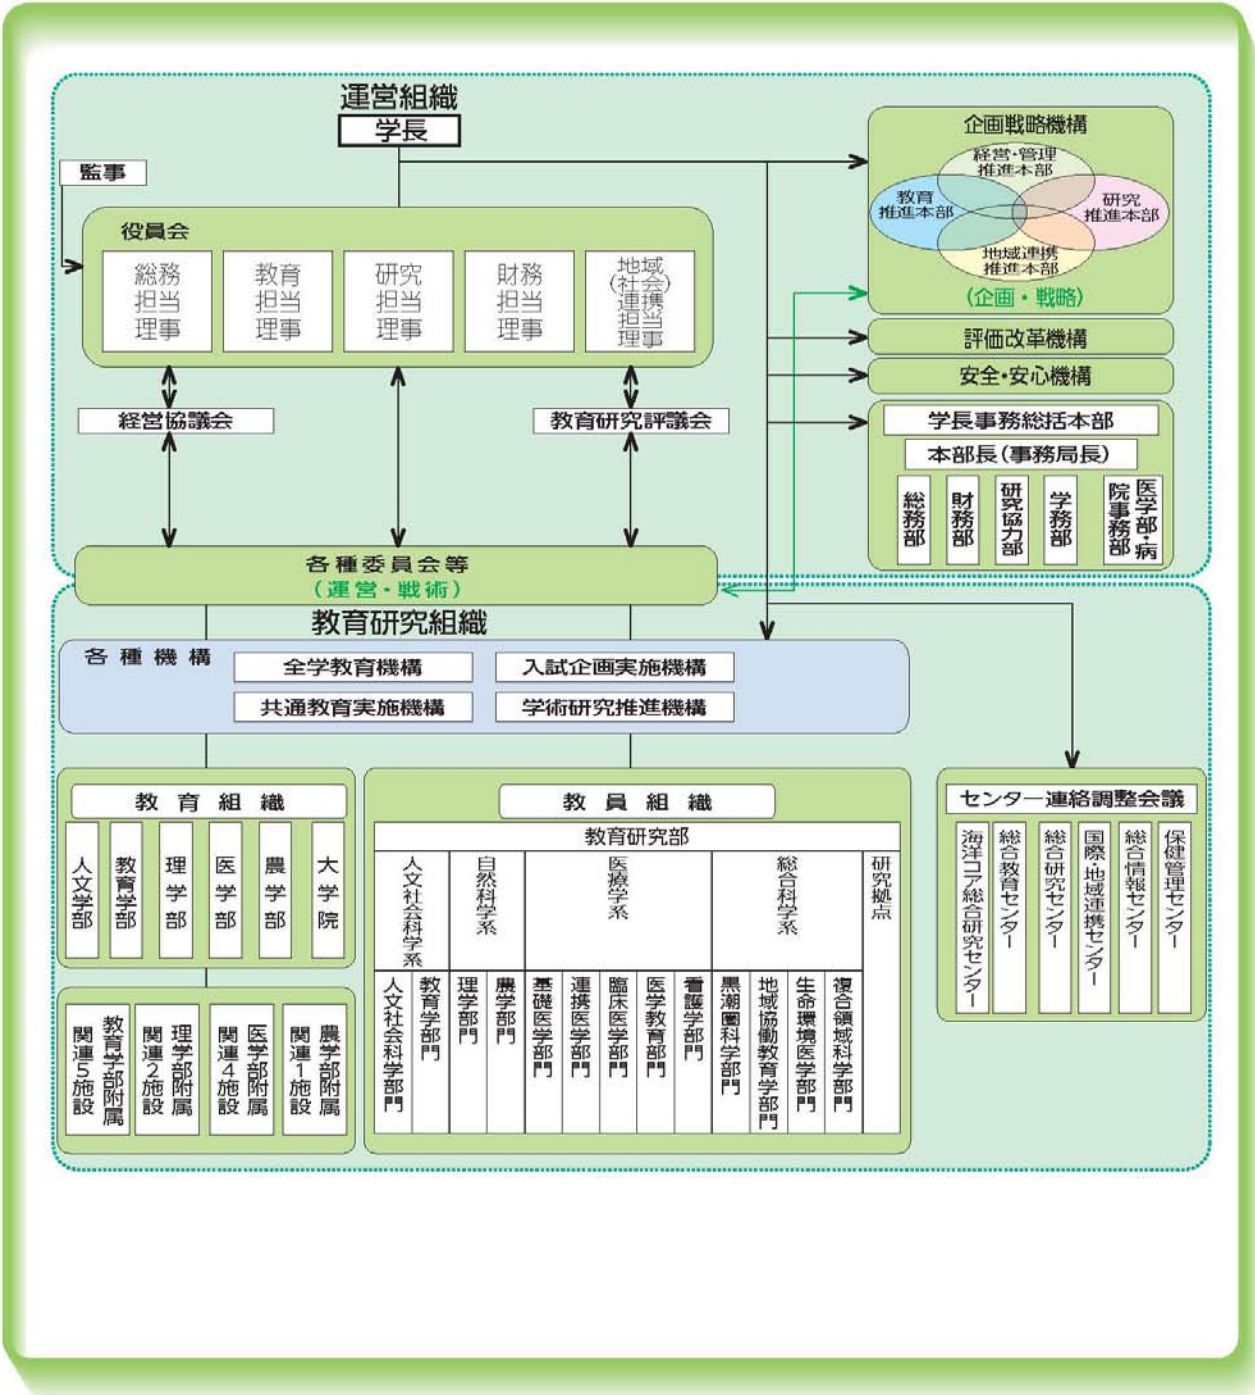 運営組織
学長
監事
役員会
総務
担当
理事
教育
担当
理事
研究
担当
理事
財務
担当
理事
地域
(社会)
連携
担当
理事
経営協議会
教育研究評議会
企画戦略機構
経営・管理
推進本部
教育
推進本部
研究
推進本部
地域連携
推進本部
(企画・戦略)
評価改革機構
安全・安心機構
学長事務総括本部
本部長(事務局長)
総務部
財務部
研究協力部
学務部
医学部・病
院事務部
各種委員会等
(運営・戦術)
教育研究組織
各種機構
全学教育機構
入試企画実施機構
共通教育実施機構
学術研究推進機構
教育組織
人文学部
教育学部
理学部
医学部
農学部
大学院
教育学部附属
関連5施設
理学部附属
関連2施設
医学部附属
関連4施設
農学部附属
関連1施設
教員組織
教育研究部
人文社会科学系
自然科学系
医療学系
総合科学系
研究拠点
人文社会科学部門
教育学部門
理学部門
農学部門
基礎医学部門
連携医学部門
臨床医学部門
医学教育部門
看護学部門
黒潮圏科学部門
地域協働教育学部門
生命環境医学部門
複合領域科学部門
センター連絡調整会議
海洋コア総合研究センター
総合教育センター
総合研究センター
国際・地域連携センター
総合情報センター
保健管理センター